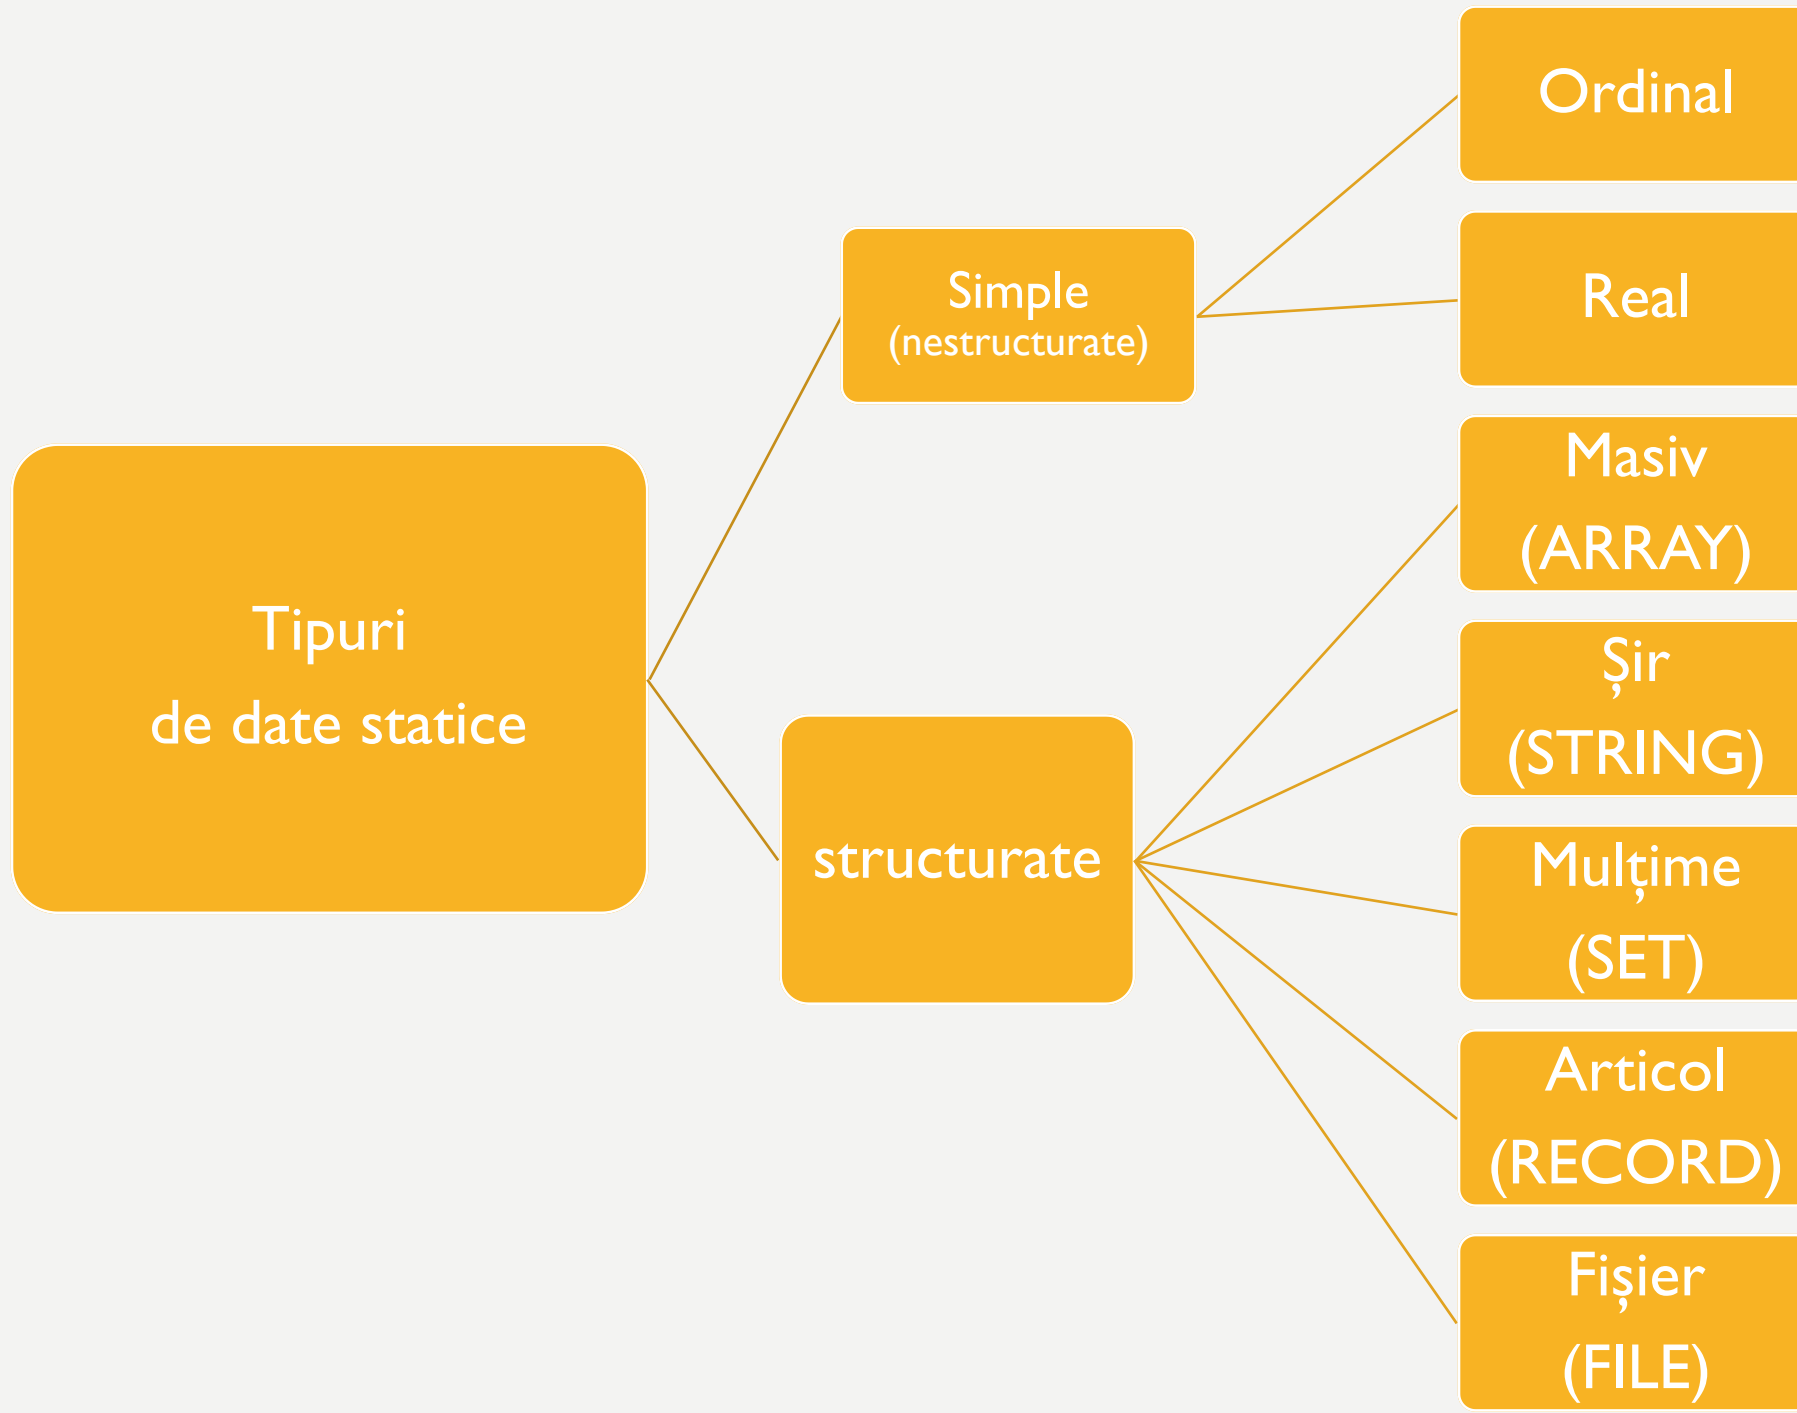 Tipuri
de date statice
Simple
(nestructurate)
structurate
Ordinal
Real
Masiv
(ARRAY)
Șir
(STRING)
Mulțime
(SET)
Articol
(RECORD)
Fișier
(FILE)